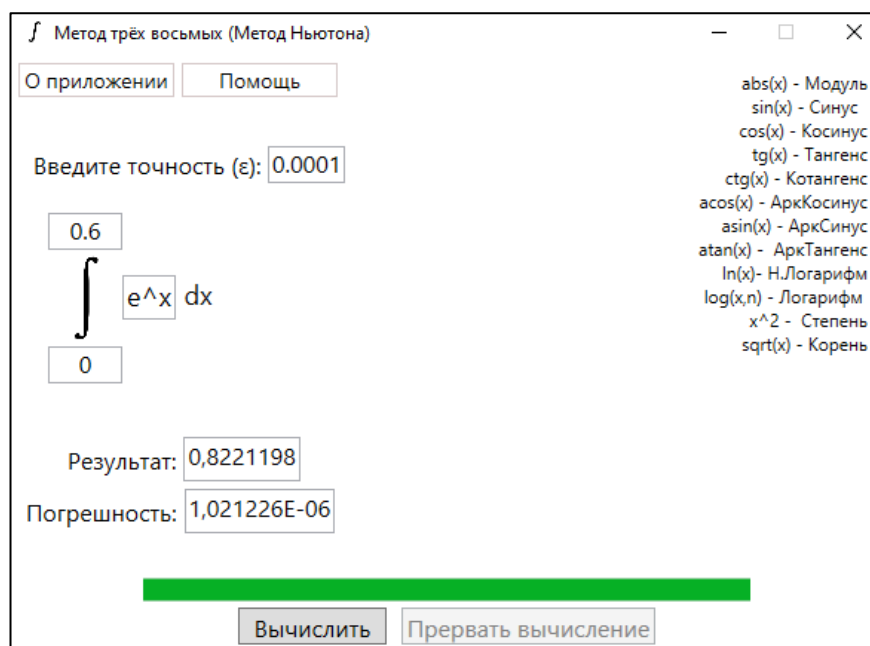 ∫ Метод трёх восьмых (Метод Ньютона)
О приложении Помощь
abs(x) - Модуль
sin(x) - Синус
cos(x) - Косинус
tg(x) - Тангенс
ctg(x) - Котангенс
acos(x) - АркКосинус
asin(x) - АркСинус
atan(x) - АркТангенс
ln(x)- Н.Логарифм
log(x,n) - Логарифм
x^2 - Степень
sqrt(x) - Корень
Введите точность (ε): 0.0001
0.6
∫ e^x dx
0
Результат: 0,8221198
Погрешность: 1,021226E-06
Вычислить Прервать вычисление